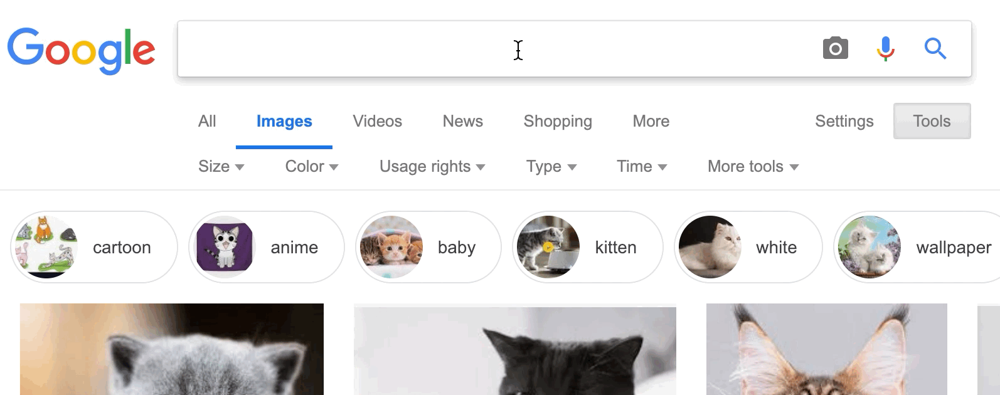 Google
All Images Videos News Shopping More Settings Tools
Size Color Usage rights Type Time More tools
cartoon anime baby kitten white wallpaper